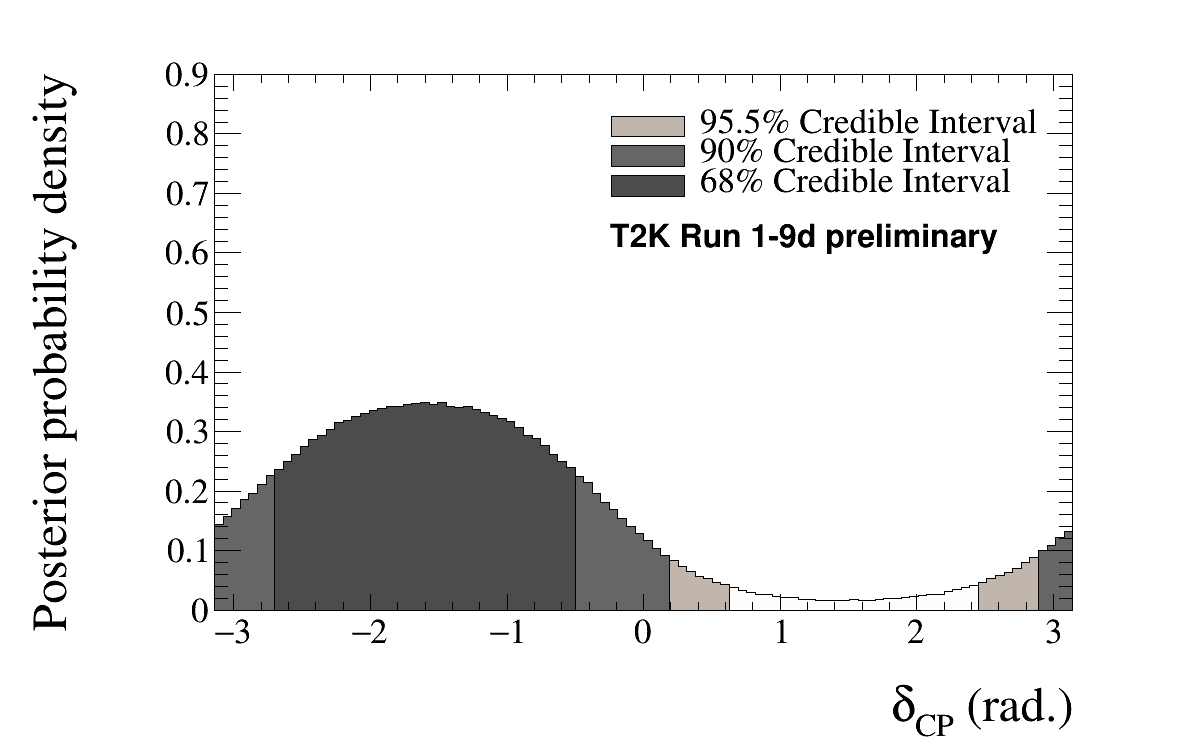 Posterior probability density
0.9
0.8
0.7
0.6
0.5
0.4
0.3
0.2
0.1
0
95.5% Credible Interval
90% Credible Interval
68% Credible Interval
T2K Run 1-9d preliminary
−3 −2 −1 0 1 2 3
δCP (rad.)